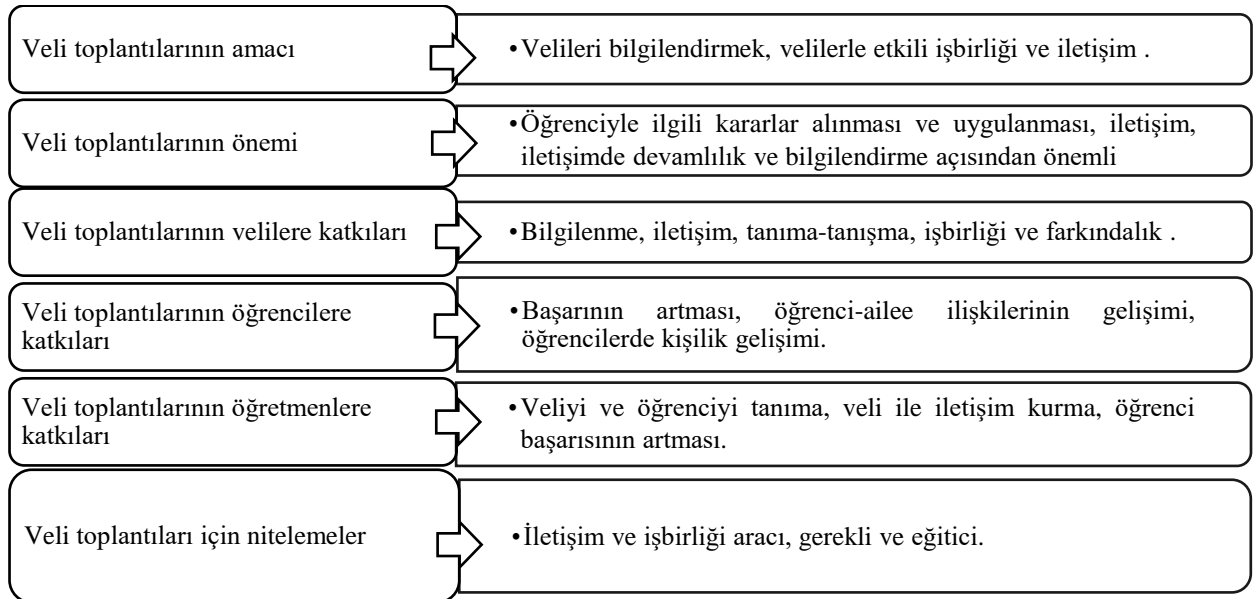 Veli toplantılarının amacı
•Velileri bilgilendirmek, velilerle etkili işbirliği ve iletişim .
Veli toplantılarının önemi
•Öğrenciyle ilgili kararlar alınması ve uygulanması, iletişim,
iletişimde devamlılık ve bilgilendirme açısından önemli
Veli toplantılarının velilere katkıları
•Bilgilenme, iletişim, tanıma-tanışma, işbirliği ve farkındalık .
Veli toplantılarının öğrencilere
katkıları
•Başarının artması, öğrenci-ailee ilişkilerinin gelişimi,
öğrencilerde kişilik gelişimi.
Veli toplantılarının öğretmenlere
katkıları
•Veliyi ve öğrenciyi tanıma, veli ile iletişim kurma, öğrenci
başarisının artması.
Veli toplantıları için nitelemeler
•İletişim ve işbirliği aracı, gerekli ve eğitici.